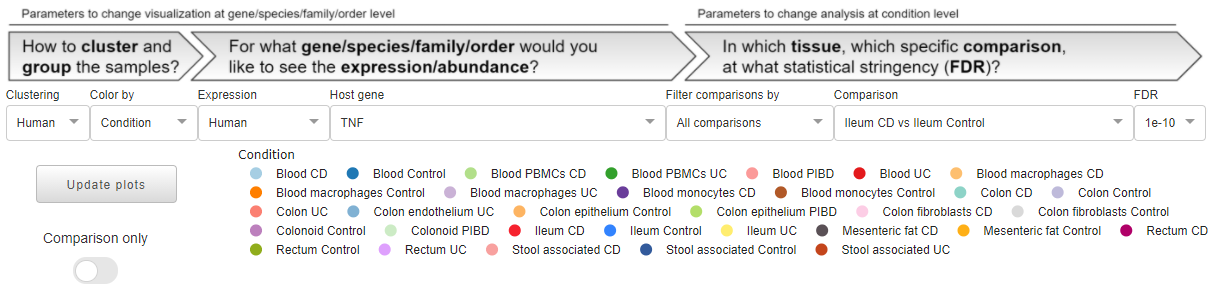 Parameters to change visualization at gene/species/family/order level
Parameters to change analysis at condition level
How to cluster and group the samples?
For what gene/species/family/order would you like to see the expression/abundance?
In which tissue, which specific comparison, at what statistical stringency (FDR)?
Clustering Color by Expression Host gene Filter comparisons by Comparison FDR
Human Condition Human TNF All comparisons Ileum CD vs Ileum Control 1e-10
Update plots
Comparison only
Condition
Blood CD Blood Control Blood PBMCs CD Blood PBMCs UC Blood PIBD Blood UC Blood macrophages CD
Blood macrophages Control Blood macrophages UC Blood monocytes CD Blood monocytes Control Colon CD Colon Control
Colon UC Colon endothelium UC Colon epithelium Control Colon epithelium PIBD Colon fibroblasts CD Colon fibroblasts Control
Colonoid Control Colonoid PIBD Ileum CD Ileum Control Ileum UC Mesenteric fat CD Mesenteric fat Control Rectum CD
Rectum Control Rectum UC Stool associated CD Stool associated Control Stool associated UC